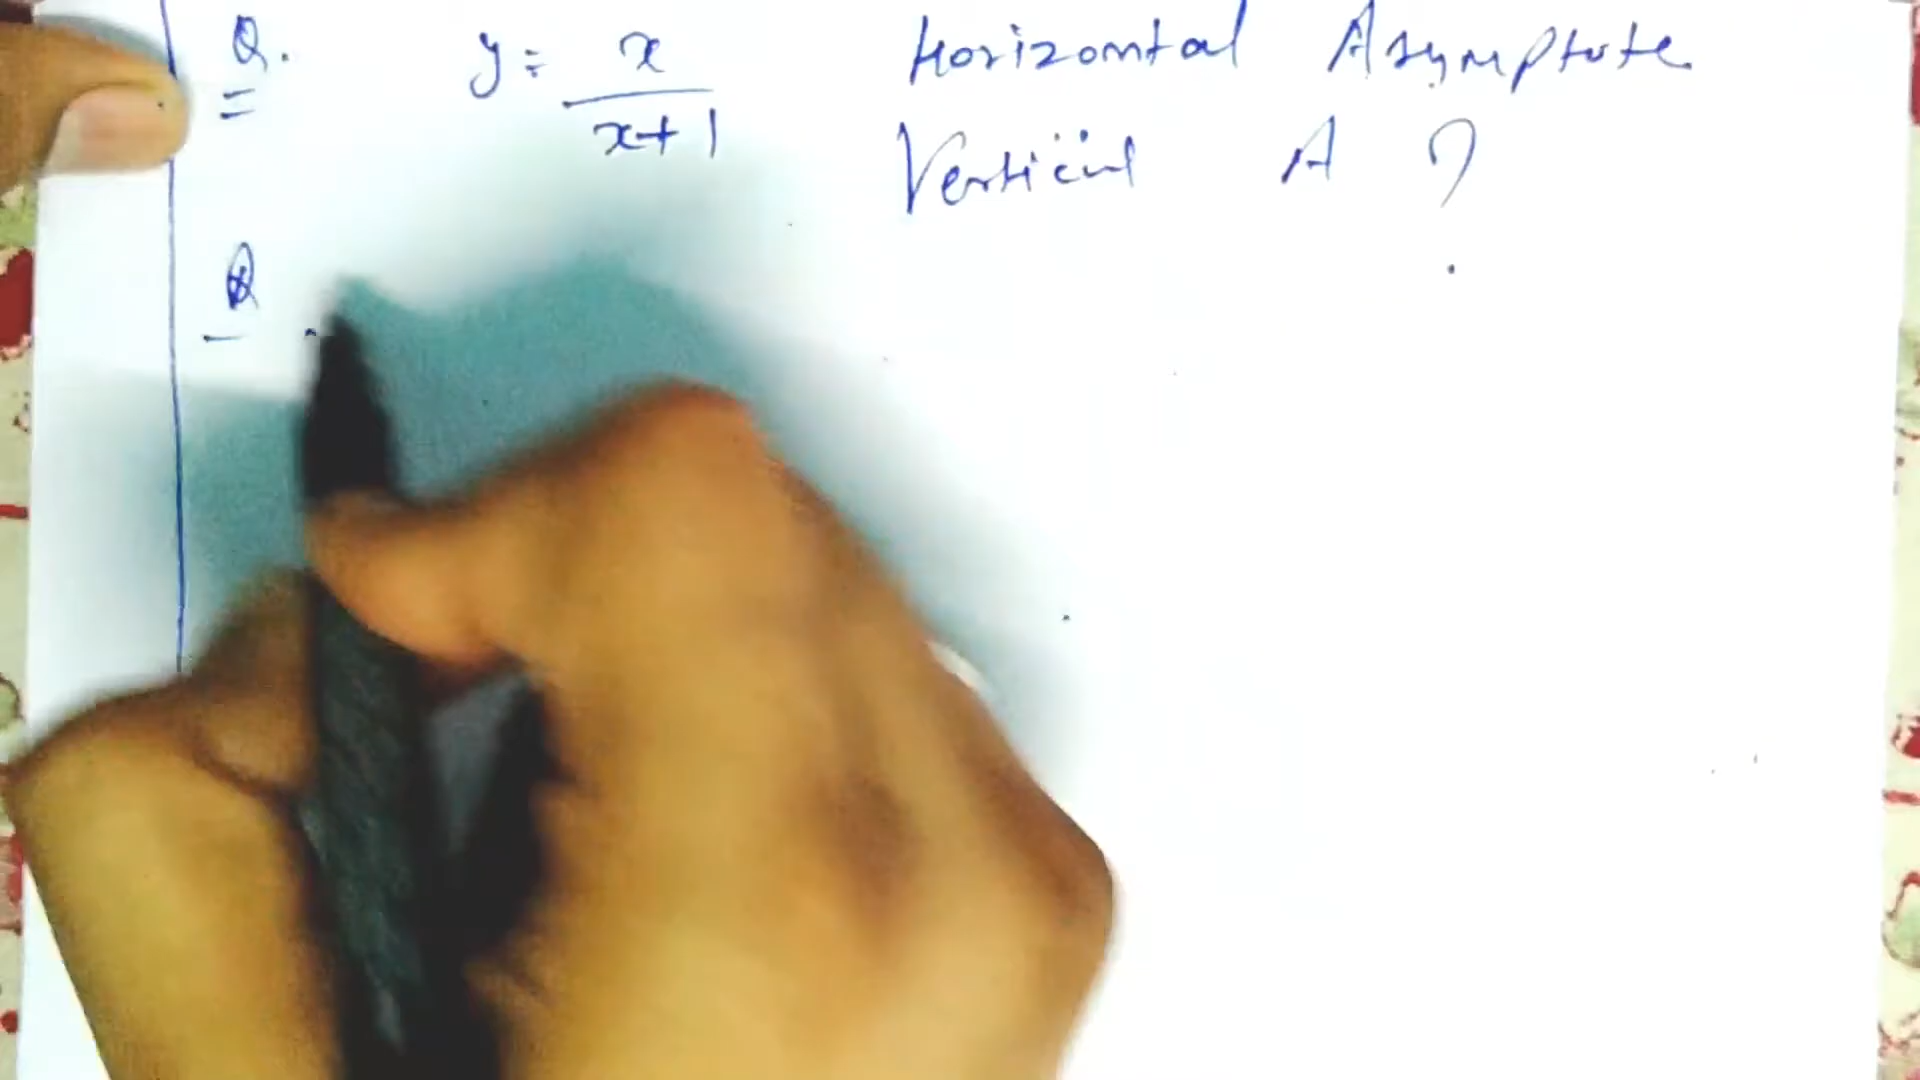 Q. y = x / x+1 Horizontal Asymptote
Vertical A ?
Q